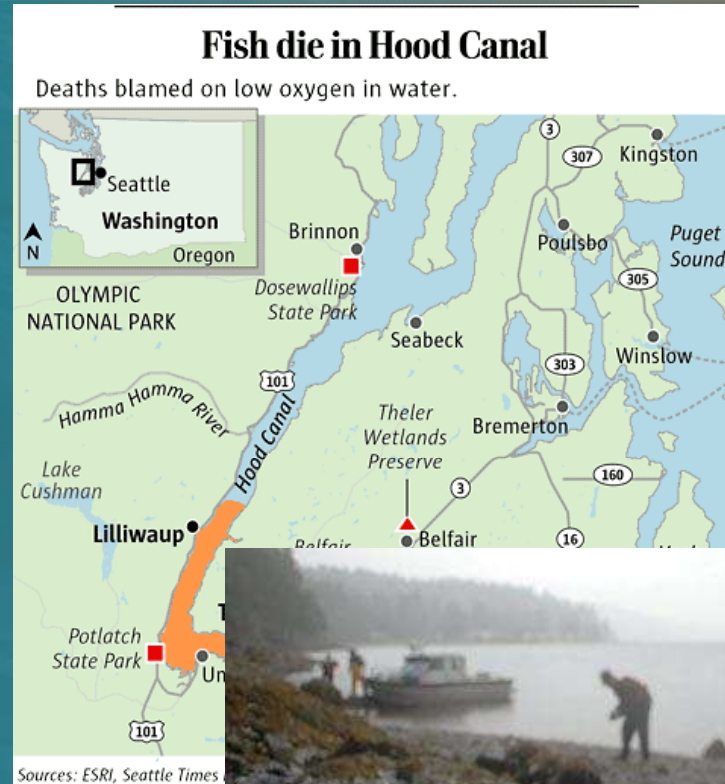 Fish die in Hood Canal
Deaths blamed on low oxygen in water.
Seattle
Washington
Oregon
N
3
307
Kingston
Brinnon
Poulsbo
Puget
Sound
Dosewallips
State Park
305
OLYMPIC
NATIONAL PARK
Seabeck
Winslow
101
303
Hamma Hamma River
Hood Canal
Theler
Wetlands
Preserve
Bremerton
Lake
Cushman
3
160
Lilliwaup
Belfair
16
Belfair
Potlatch
State Park
Un
101
Sources: ESRI, Seattle Times